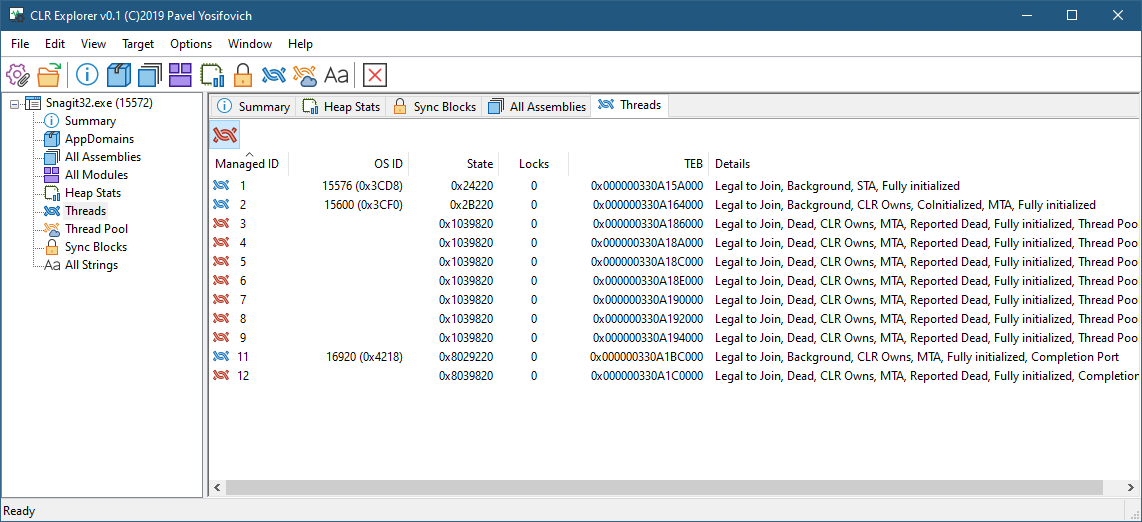 CLR Explorer v0.1 (C)2019 Pavel Yosifovich
File Edit View Target Options Window Help
Aa
Snagit32.exe (15572)
Summary
AppDomains
All Assemblies
All Modules
Heap Stats
Threads
Thread Pool
Sync Blocks
Aa All Strings
Summary Heap Stats Sync Blocks All Assemblies Threads
Managed ID OS ID State Locks TEB Details
1 15576 (0x3CD8) 0x24220 0 0x000000330A15A000 Legal to Join, Background, STA, Fully initialized
2 15600 (0x3CF0) 0x2B220 0 0x000000330A164000 Legal to Join, Background, CLR Owns, CoInitialized, MTA, Fully initialized
3 0x1039820 0 0x000000330A186000 Legal to Join, Dead, CLR Owns, MTA, Reported Dead, Fully initialized, Thread Poo
4 0x1039820 0 0x000000330A18A000 Legal to Join, Dead, CLR Owns, MTA, Reported Dead, Fully initialized, Thread Poo
5 0x1039820 0 0x000000330A18C000 Legal to Join, Dead, CLR Owns, MTA, Reported Dead, Fully initialized, Thread Poo
6 0x1039820 0 0x000000330A18E000 Legal to Join, Dead, CLR Owns, MTA, Reported Dead, Fully initialized, Thread Poo
7 0x1039820 0 0x000000330A190000 Legal to Join, Dead, CLR Owns, MTA, Reported Dead, Fully initialized, Thread Poo
8 0x1039820 0 0x000000330A192000 Legal to Join, Dead, CLR Owns, MTA, Reported Dead, Fully initialized, Thread Poo
9 0x1039820 0 0x000000330A194000 Legal to Join, Dead, CLR Owns, MTA, Reported Dead, Fully initialized, Thread Poo
11 16920 (0x4218) 0x8029220 0 0x000000330A1BC000 Legal to Join, Background, CLR Owns, MTA, Fully initialized, Completion Port
12 0x8039820 0 0x000000330A1C0000 Legal to Join, Dead, CLR Owns, MTA, Reported Dead, Fully initialized, Completion
Ready